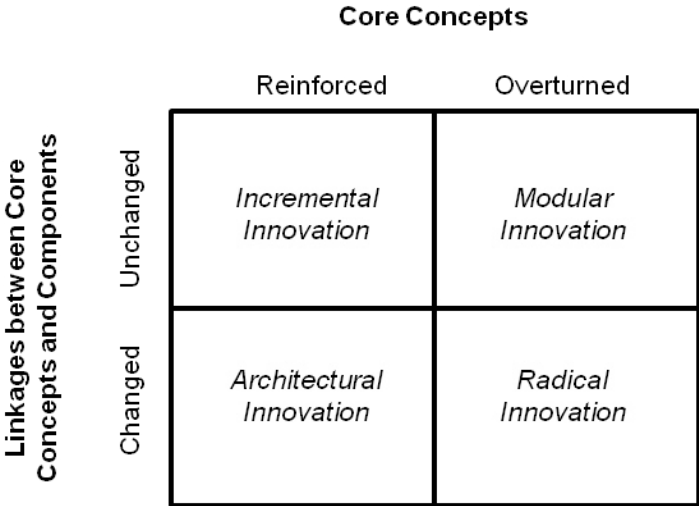 Core Concepts
Reinforced
Overturned
Linkages between Core
Concepts and Components
Unchanged
Incremental
Innovation
Modular
Innovation
Changed
Architectural
Innovation
Radical
Innovation